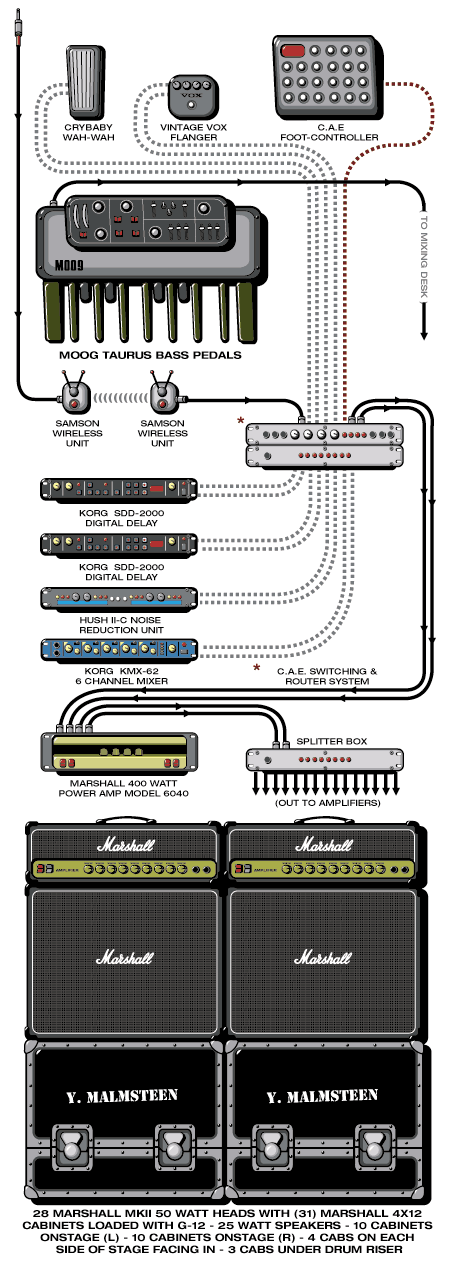 CRYBABY
WAH-WAH
VOX
VINTAGE VOX
FLANGER
C.A.E
FOOT-CONTROLLER
TO MIXING DESK
MOOG
MOOG TAURUS BASS PEDALS
SAMSON
WIRELESS
UNIT
SAMSON
WIRELESS
UNIT
*
KORG SDD-2000
DIGITAL DELAY
KORG SDD-2000
DIGITAL DELAY
HUSH II-C NOISE
REDUCTION UNIT
KORG KMX-62
6 CHANNEL MIXER
* C.A.E. SWITCHING &
ROUTER SYSTEM
MARSHALL 400 WATT
POWER AMP MODEL 6040
SPLITTER BOX
(OUT TO AMPLIFIERS)
Marshall
Marshall
AMPLIFIER
AMPLIFIER
Marshall
Marshall
Y. MALMSTEEN
Y. MALMSTEEN
28 MARSHALL MKII 50 WATT HEADS WITH (31) MARSHALL 4X12
CABINETS LOADED WITH G-12 - 25 WATT SPEAKERS - 10 CABINETS
ONSTAGE (L) - 10 CABINETS ONSTAGE (R) - 4 CABS ON EACH
SIDE OF STAGE FACING IN - 3 CABS UNDER DRUM RISER